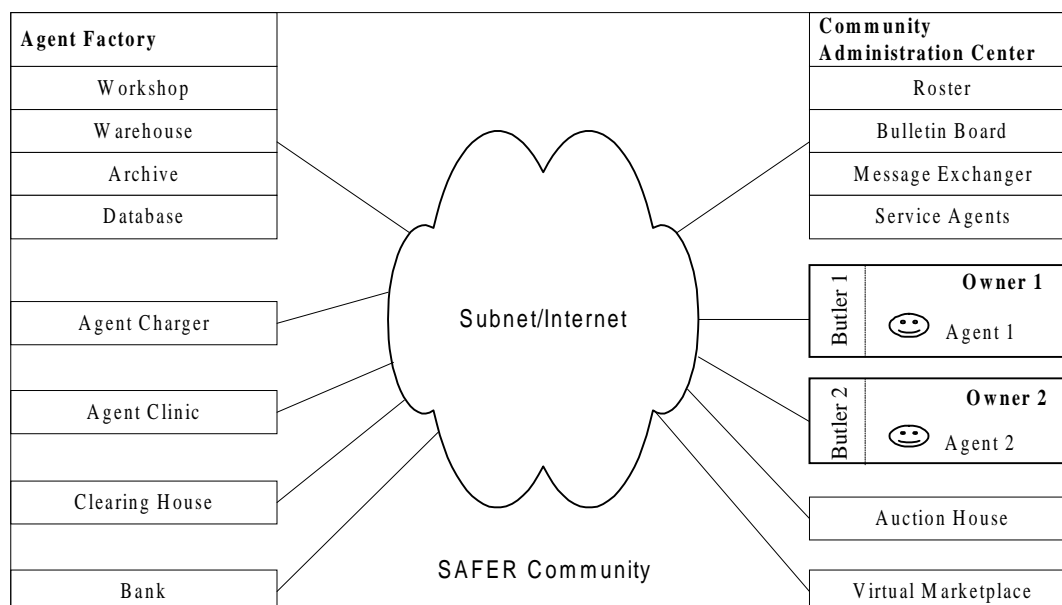 Agent Factory
Workshop
Warehouse
Archive
Database
Agent Charger
Agent Clinic
Clearing House
Bank
Subnet/Internet
SAFER Community
Community
Administration Center
Roster
Bulletin Board
Message Exchanger
Service Agents
Butler 1
Owner 1
Agent 1
Butler 2
Owner 2
Agent 2
Auction House
Virtual Marketplace